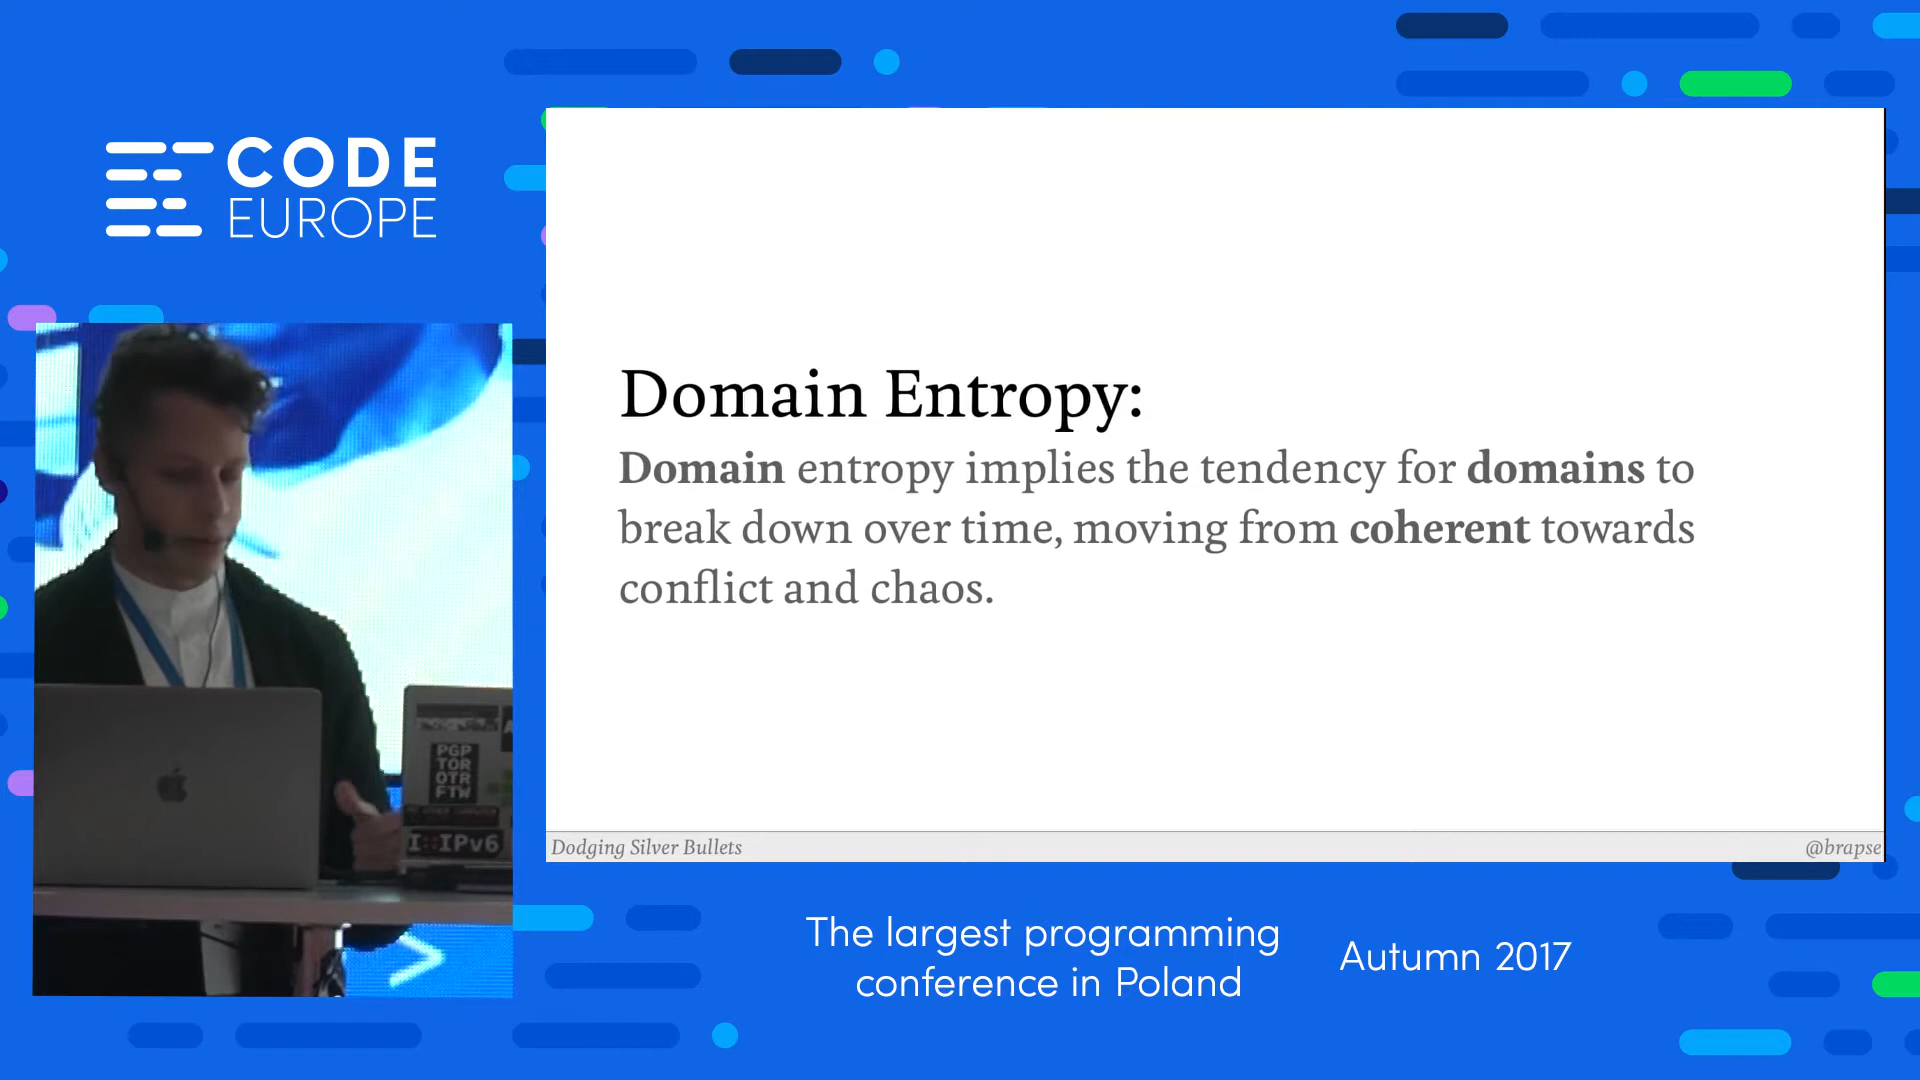 CODE
EUROPE
Domain Entropy:
Domain entropy implies the tendency for domains to
break down over time, moving from coherent towards
conflict and chaos.
PGP
TOR
OTR
FTW
IPv6
Dodging Silver Bullets
@brapse
The largest programming
conference in Poland
Autumn 2017